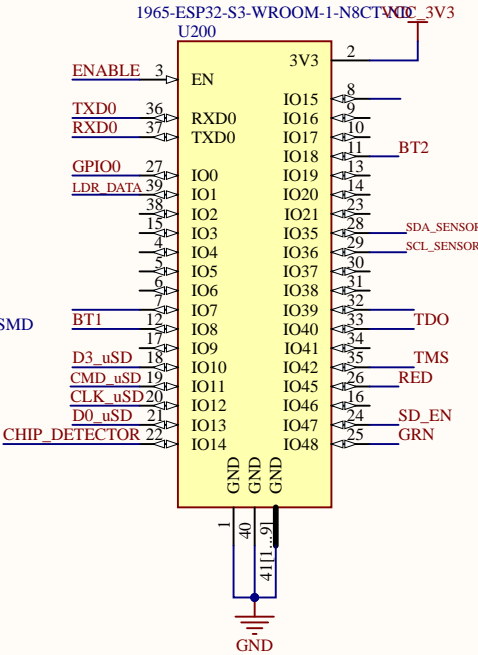 1965-ESP32-S3-WROOM-1-N8CT-ND
VCC_3V3
U200
3V3 2
ENABLE 3 EN
IO15 8
TXD0 36 RXD0
IO16 9
RXD0 37 TXD0
IO17 10
IO18 11 BT2
GPIO0 27 IO0
IO19 13
LDR_DATA 39 IO1
IO20 14
38 IO2
IO21 23
15 IO3
IO35 28 SDA_SENSOR
4 IO4
IO36 29 SCL_SENSOR
5 IO5
IO37 30
6 IO6
IO38 31
7 IO7
IO39 32
SMD
BT1 12 IO8
IO40 33 TDO
17 IO9
IO41 34
D3_uSD 18 IO10
IO42 35 TMS
CMD_uSD 19 IO11
IO45 26 RED
CLK_uSD 20 IO12
IO46 16
D0_uSD 21 IO13
IO47 24 SD_EN
CHIP_DETECTOR 22 IO14
IO48 25 GRN
GND GND GND
1 40 41[1...9]
GND